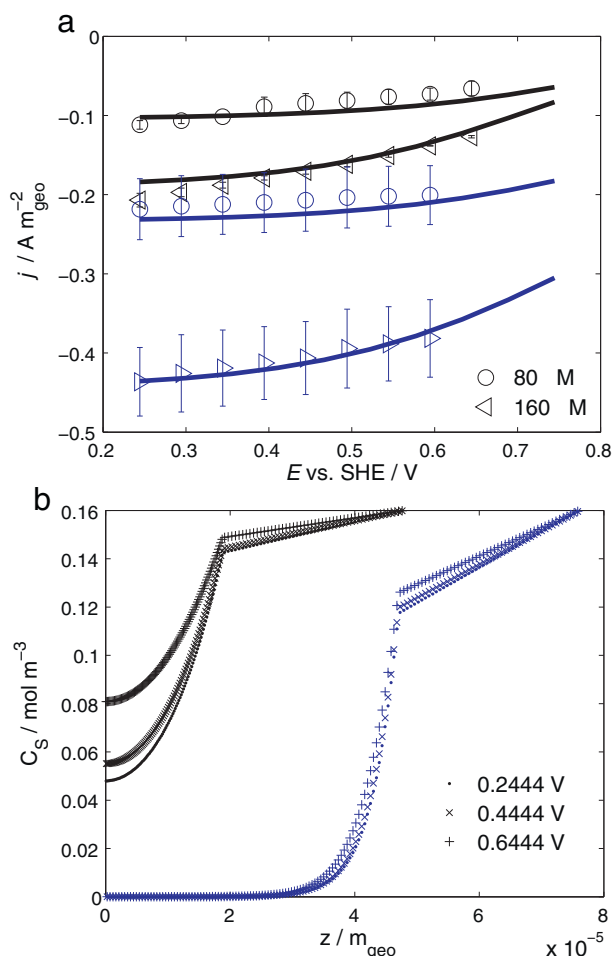 a
0
−0.1
−0.2
−0.3
−0.4
−0.5
j / A m⁻²geo
80 M
160 M
0.2 0.3 0.4 0.5 0.6 0.7 0.8
E vs. SHE / V
b
0.16
0.14
0.12
0.10
0.08
0.06
0.04
0.02
0
C_S / mol m⁻³
0.2444 V
0.4444 V
0.6444 V
0 2 4 6 8
z / m_geo
x 10⁻⁵